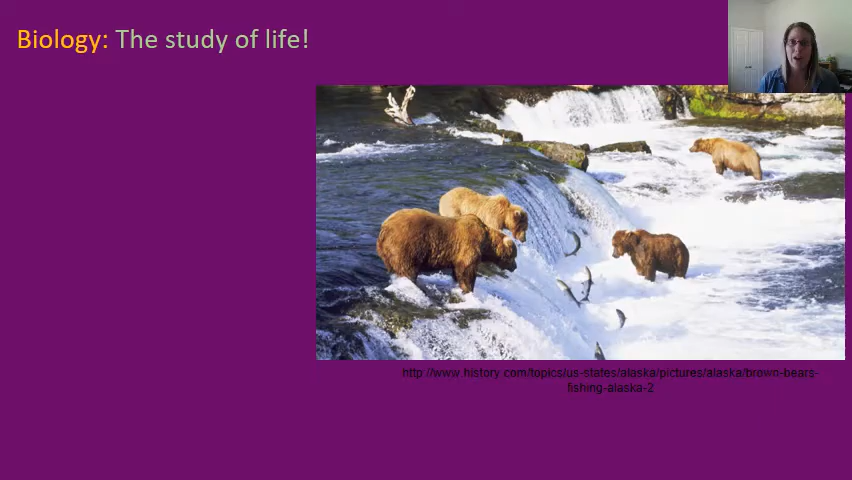 Biology: The study of life!
http://www.history.com/topics/us-states/alaska/pictures/alaska/brown-bears-
fishing-alaska-2